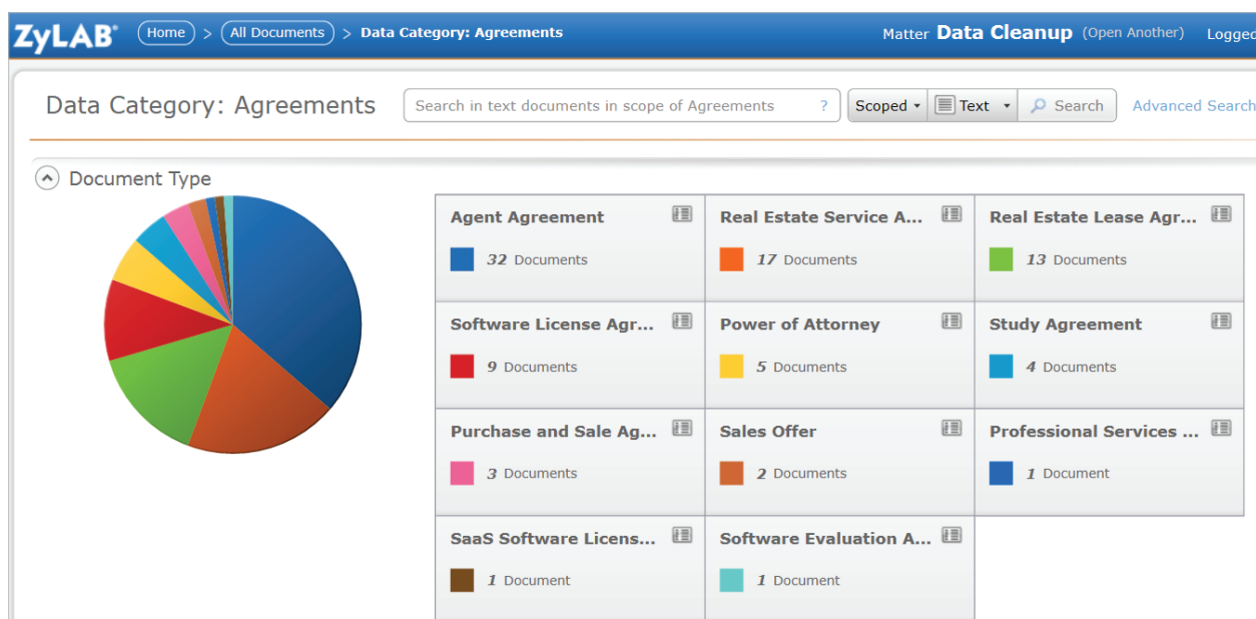 ZyLAB® Home > All Documents > Data Category: Agreements Matter Data Cleanup (Open Another) Logged
Data Category: Agreements Search in text documents in scope of Agreements ? Scoped Text Search Advanced Search
Document Type
Agent Agreement Real Estate Service A... Real Estate Lease Agr...
32 Documents 17 Documents 13 Documents
Software License Agr... Power of Attorney Study Agreement
9 Documents 5 Documents 4 Documents
Purchase and Sale Ag... Sales Offer Professional Services ...
3 Documents 2 Documents 1 Document
SaaS Software Licens... Software Evaluation A...
1 Document 1 Document